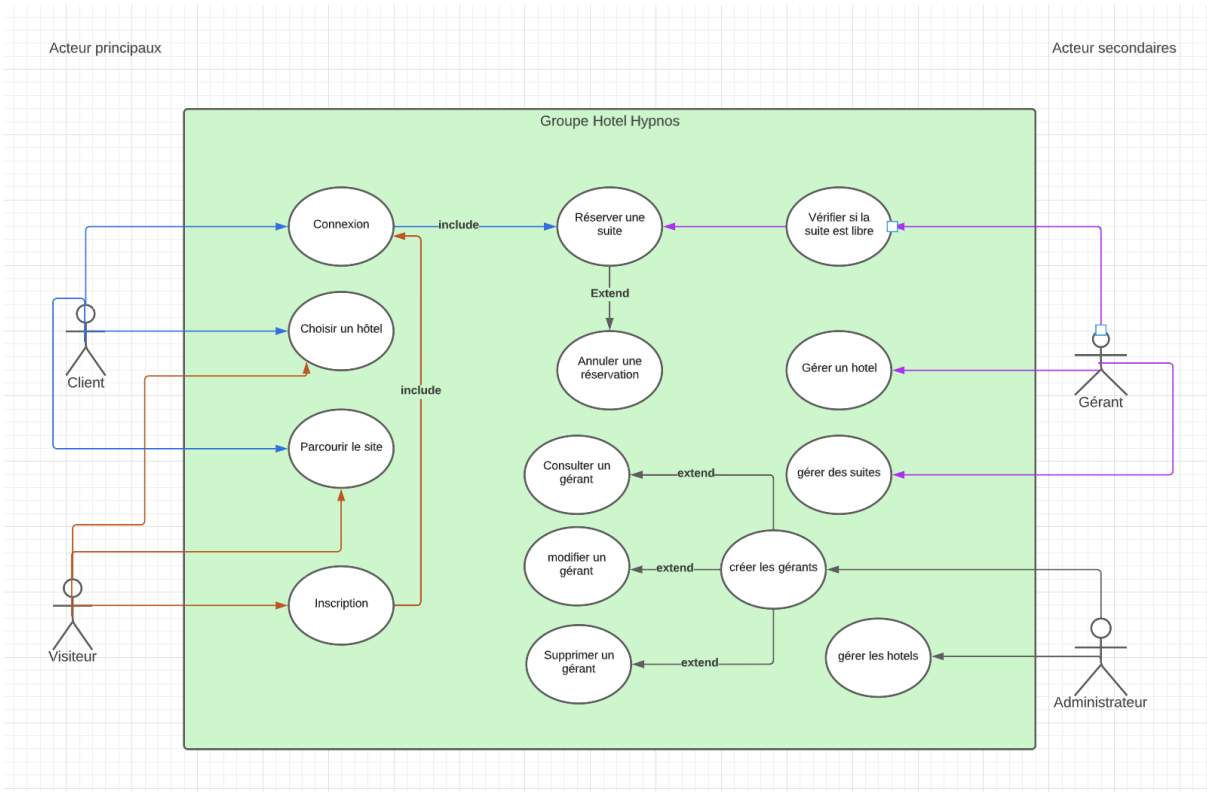 Acteur principaux
Acteur secondaires
Groupe Hotel Hypnos
Connexion
include
Réserver une
suite
Vérifier si la
suite est libre
Extend
Choisir un hôtel
Client
include
Annuler une
réservation
Gérer un hotel
Gérant
Parcourir le site
Consulter un
gérant
extend
gérer des suites
modifier un
gérant
extend
créer les gérants
Inscription
Visiteur
Supprimer un
gérant
extend
gérer les hotels
Administrateur